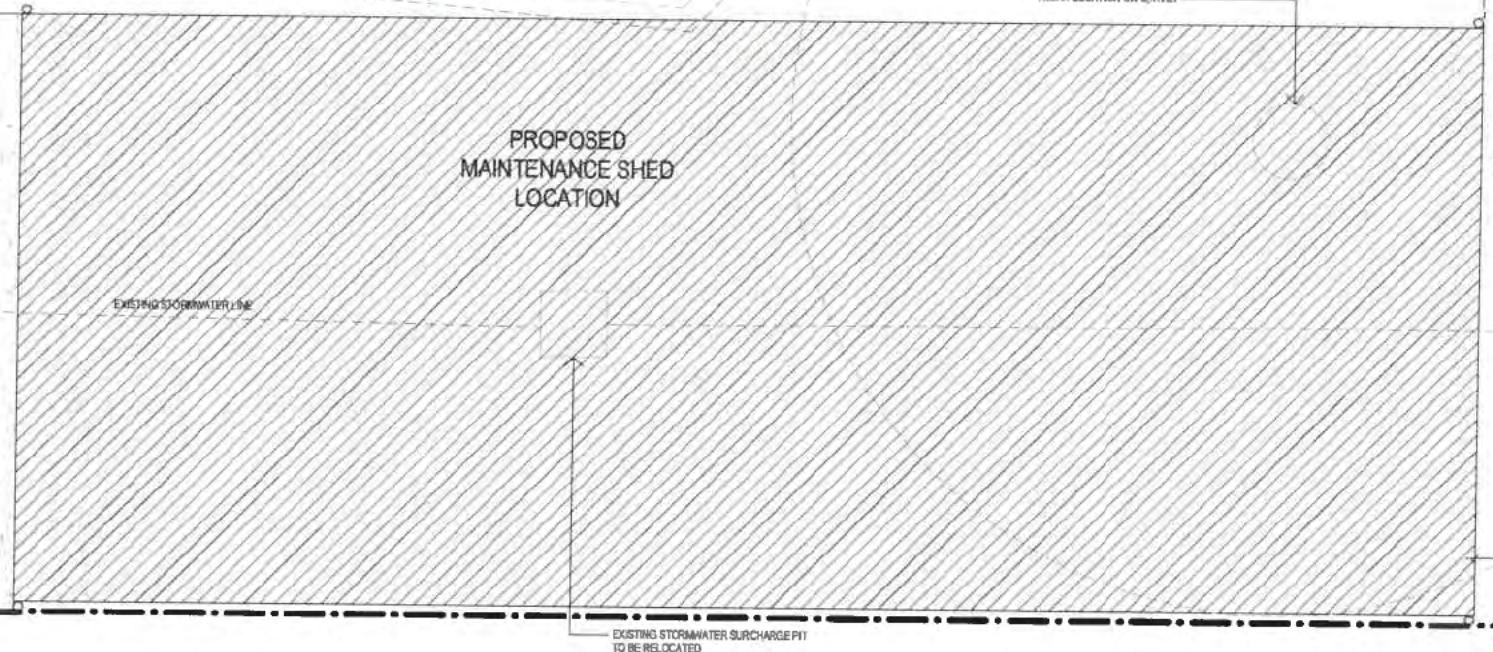 PROPOSED
MAINTENANCE SHED
LOCATION
EXISTING STORMWATER LINE
EXISTING STORMWATER SURCHARGE PIT
TO BE RELOCATED